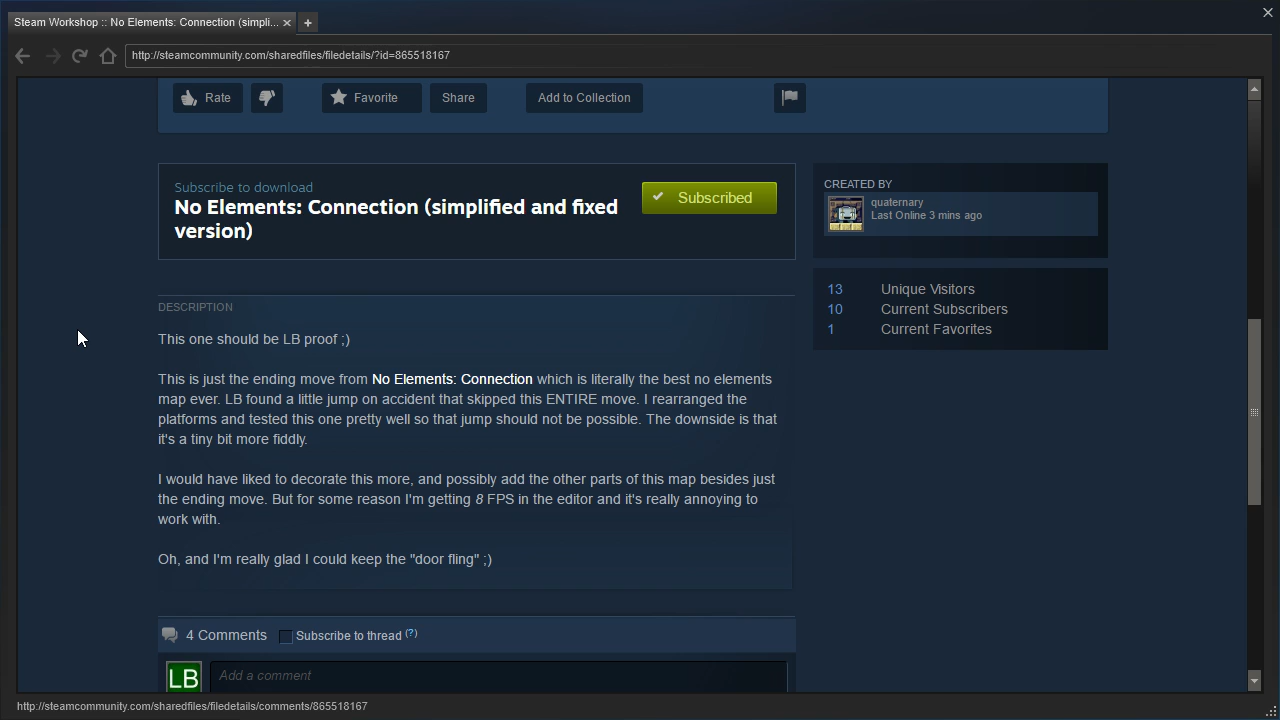 Steam Workshop :: No Elements: Connection (simpli...
http://steamcommunity.com/sharedfiles/filedetails/?id=865518167
Rate
Favorite
Share
Add to Collection
Subscribe to download
No Elements: Connection (simplified and fixed
version)
Subscribed
CREATED BY
quaternary
Last Online 3 mins ago
13 Unique Visitors
10 Current Subscribers
1 Current Favorites
DESCRIPTION
This one should be LB proof ;)
This is just the ending move from No Elements: Connection which is literally the best no elements
map ever. LB found a little jump on accident that skipped this ENTIRE move. I rearranged the
platforms and tested this one pretty well so that jump should not be possible. The downside is that
it's a tiny bit more fiddly.
I would have liked to decorate this more, and possibly add the other parts of this map besides just
the ending move. But for some reason I'm getting 8 FPS in the editor and it's really annoying to
work with.
Oh, and I'm really glad I could keep the "door fling" ;)
4 Comments Subscribe to thread (?)
LB
Add a comment
http://steamcommunity.com/sharedfiles/filedetails/comments/865518167